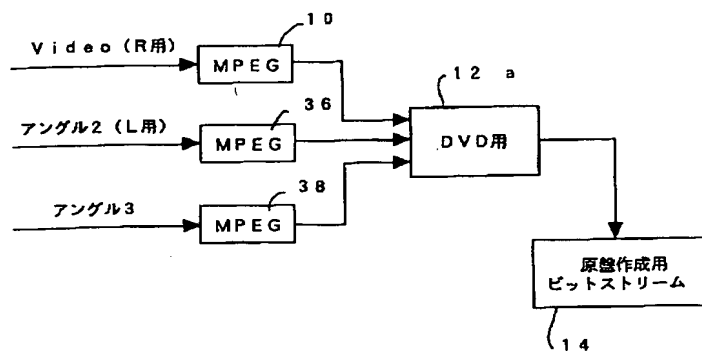 10
Video（R用）
MPEG
36
12a
アングル2（L用）
MPEG
DVD用
38
アングル3
MPEG
原盤作成用
ビットストリーム
14